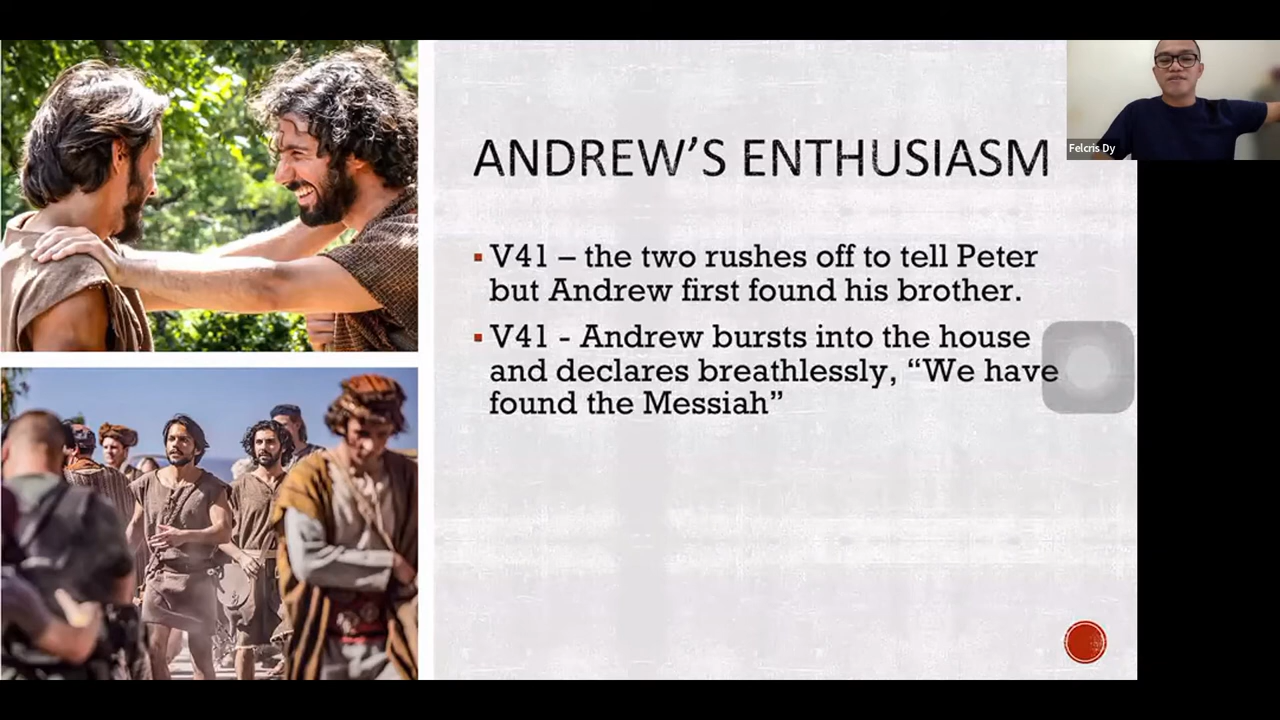 ANDREW’S ENTHUSIASM
Felcris Dy
▪ V41 – the two rushes off to tell Peter
but Andrew first found his brother.
▪ V41 - Andrew bursts into the house
and declares breathlessly, “We have
found the Messiah”